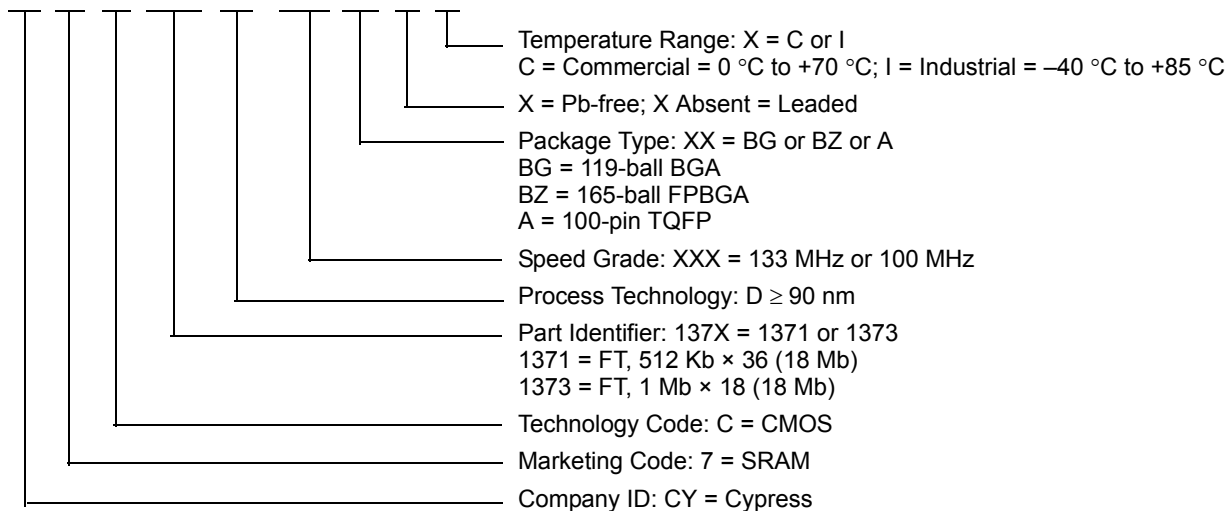 Temperature Range: X = C or I
C = Commercial = 0 °C to +70 °C; I = Industrial = –40 °C to +85 °C
X = Pb-free; X Absent = Leaded
Package Type: XX = BG or BZ or A
BG = 119-ball BGA
BZ = 165-ball FPBGA
A = 100-pin TQFP
Speed Grade: XXX = 133 MHz or 100 MHz
Process Technology: D ≥ 90 nm
Part Identifier: 137X = 1371 or 1373
1371 = FT, 512 Kb × 36 (18 Mb)
1373 = FT, 1 Mb × 18 (18 Mb)
Technology Code: C = CMOS
Marketing Code: 7 = SRAM
Company ID: CY = Cypress